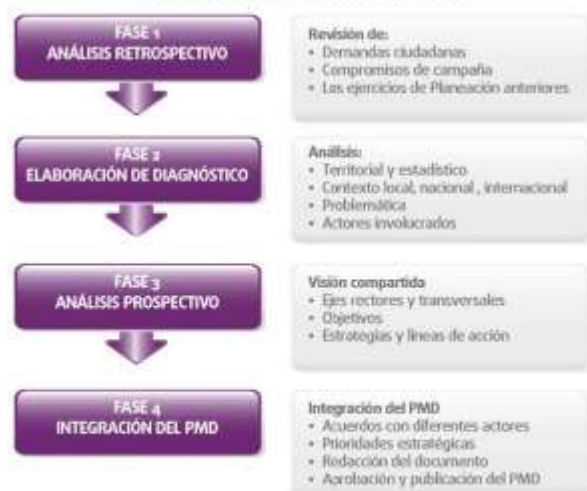 FASE 1
ANÁLISIS RETROSPECTIVO
Revisión de:
• Demandas ciudadanas
• Compromisos de campaña
• Los ejercicios de Planeación anteriores
FASE 2
ELABORACIÓN DE DIAGNÓSTICO
Análisis:
• Territorial y estadístico
• Contexto local, nacional, internacional
• Problemática
• Actores involucrados
FASE 3
ANÁLISIS PROSPECTIVO
Visión compartida
• Ejes rectores y transversales
• Objetivos
• Estrategias y líneas de acción
FASE 4
INTEGRACIÓN DEL PMD
Integración del PMD
• Acuerdos con diferentes actores
• Prioridades estratégicas
• Redacción del documento
• Aprobación y publicación del PMD